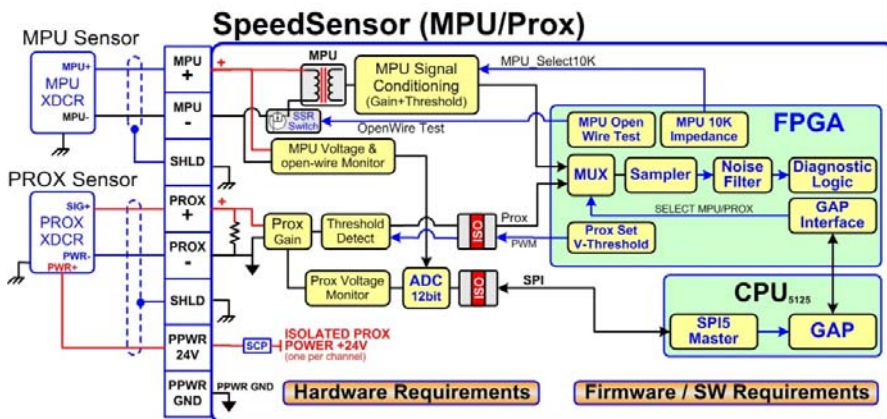 SpeedSensor (MPU/Prox)
MPU Sensor
MPU+
MPU
XDCR
MPU-
PROX Sensor
SIG+
PROX
XDCR
PWR-
PWR+
MPU
+
MPU
-
SHLD
PROX
+
PROX
-
SHLD
PPWR
24V
PPWR
GND
+
MPU
MPU Signal
Conditioning
(Gain+Threshold)
MPU_Select10K
SSR
Switch
OpenWire Test
MPU Voltage &
open-wire Monitor
+
Prox
Gain
Threshold
Detect
ISO
Prox
PWM
Prox Voltage
Monitor
ADC
12bit
ISO
SPI
SCP
ISOLATED PROX
POWER +24V
(one per channel)
PPWR GND
MPU Open
Wire Test
MPU 10K
Impedance
FPGA
MUX
Sampler
Noise
Filter
Diagnostic
Logic
SELECT MPU/PROX
GAP
Interface
Prox Set
V-Threshold
CPU5125
SPI5
Master
GAP
Hardware Requirements
Firmware / SW Requirements